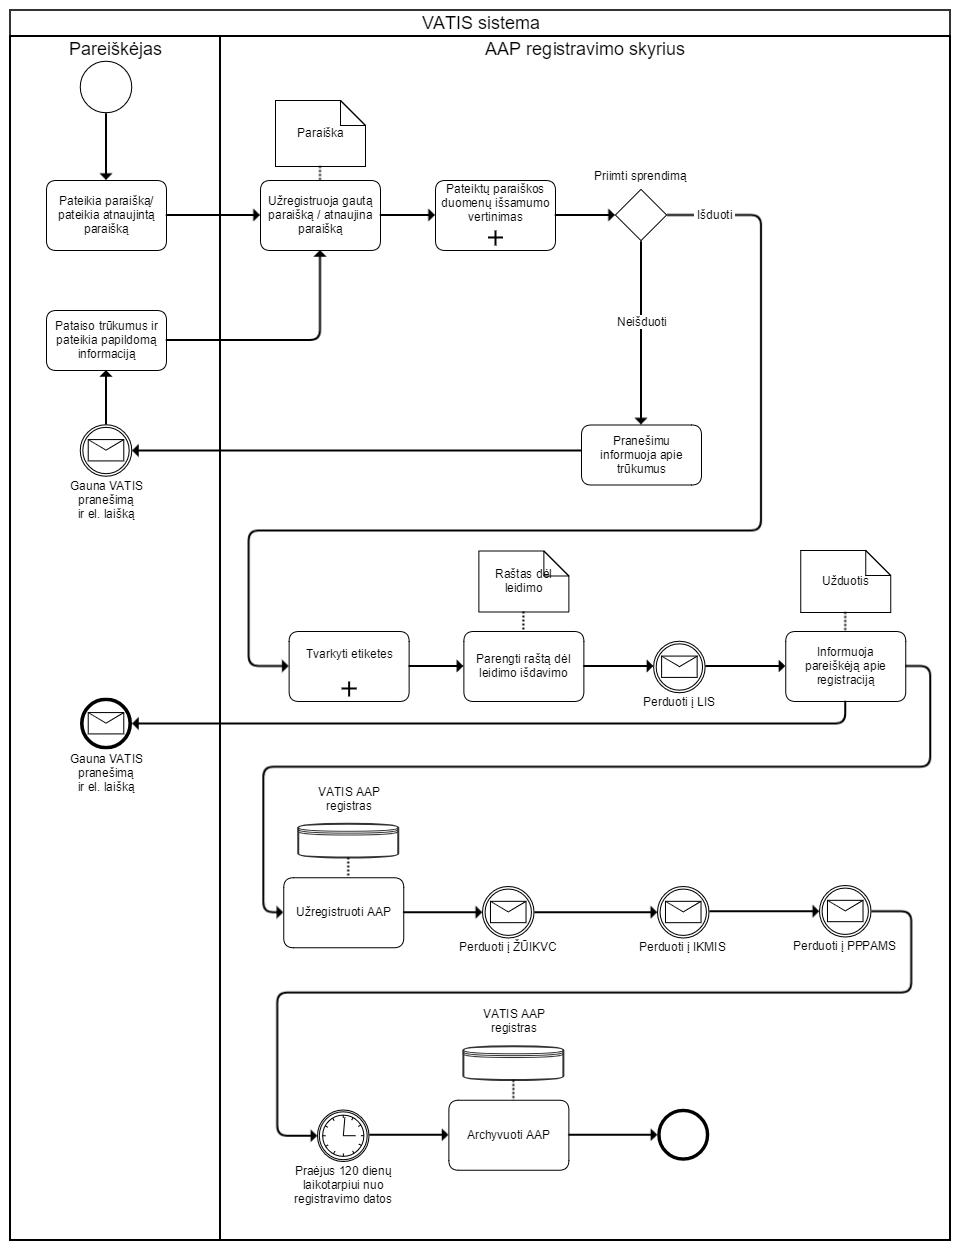 VATIS sistema
Pareiškėjas
AAP registravimo skyrius
Paraiška
Pateikia paraišką/
pateikia atnaujintą
paraišką
Užregistruoja gautą
paraišką / atnaujina
paraišką
Pateiktų paraiškos
duomenų išsamumo
vertinimas
Priimti sprendimą
Išduoti
Pataiso trūkumus ir
pateikia papildomą
informaciją
Neišduoti
Pranešimu
informuoja apie
trūkumus
Gauna VATIS
pranešimą
ir el. laišką
Raštas dėl
leidimo
Užduotis
Tvarkyti etiketes
Parengti raštą dėl
leidimo išdavimo
Perduoti į LIS
Informuoja
pareiškėją apie
registraciją
Gauna VATIS
pranešimą
ir el. laišką
VATIS AAP
registras
Užregistruoti AAP
Perduoti į ŽŪIKVC
Perduoti į IKMIS
Perduoti į PPPAMS
VATIS AAP
registras
Archyvuoti AAP
Praėjus 120 dienų
laikotarpiui nuo
registravimo datos